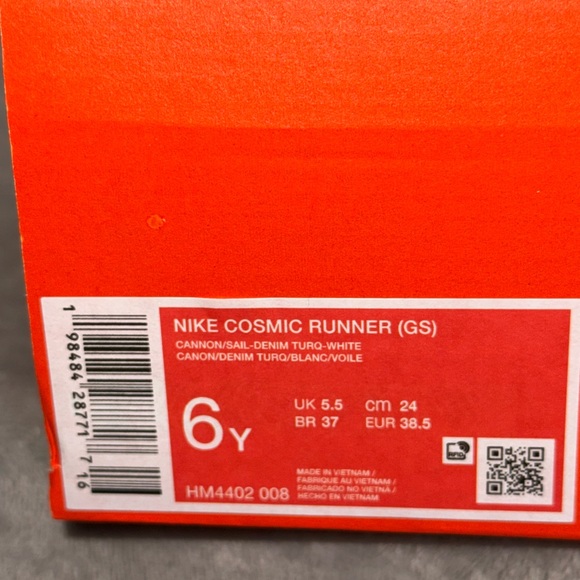 NIKE COSMIC RUNNER (GS)
CANNON/SAIL-DENIM TURQ-WHITE
CANON/DENIM TURQ/BLANC/VOILE
6Y
UK 5.5 cm 24
BR 37 EUR 38.5
HM4402 008
MADE IN VIETNAM /
FABRIQUE AU VIETNAM /
FABRICADO NO VIETNÃ /
HECHO EN VIETNAM
1 98484 28771 7 16